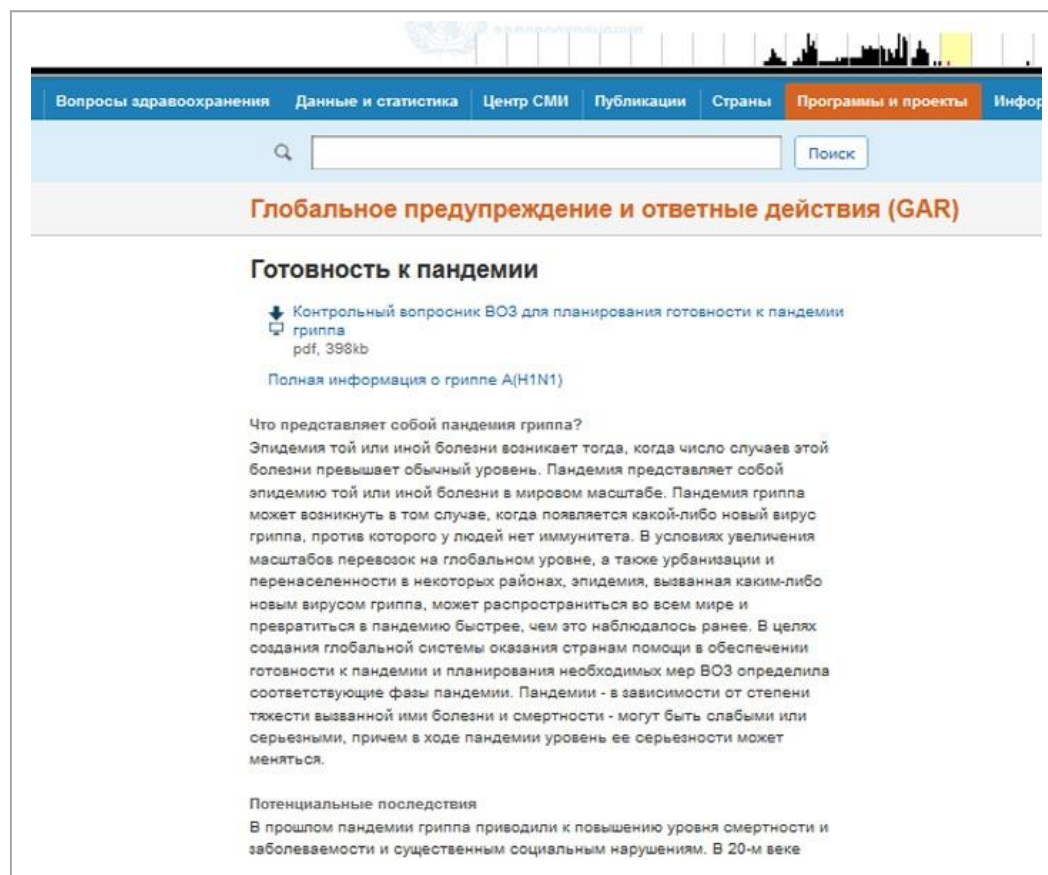 Вопросы здравоохранения Данные и статистика Центр СМИ Публикации Страны Программы и проекты Инфор
Поиск
Глобальное предупреждение и ответные действия (GAR)
Готовность к пандемии
Контрольный вопросник ВОЗ для планирования готовности к пандемии
гриппа
pdf, 398kb
Полная информация о гриппе A(H1N1)
Что представляет собой пандемия гриппа?
Эпидемия той или иной болезни возникает тогда, когда число случаев этой
болезни превышает обычный уровень. Пандемия представляет собой
эпидемию той или иной болезни в мировом масштабе. Пандемия гриппа
может возникнуть в том случае, когда появляется какой-либо новый вирус
гриппа, против которого у людей нет иммунитета. В условиях увеличения
масштабов перевозок на глобальном уровне, а также урбанизации и
перенаселенности в некоторых районах, эпидемия, вызванная каким-либо
новым вирусом гриппа, может распространиться во всем мире и
превратиться в пандемию быстрее, чем это наблюдалось ранее. В целях
создания глобальной системы оказания странам помощи в обеспечении
готовности к пандемии и планирования необходимых мер ВОЗ определила
соответствующие фазы пандемии. Пандемии - в зависимости от степени
тяжести вызванной ими болезни и смертности - могут быть слабыми или
серьезными, причем в ходе пандемии уровень ее серьезности может
меняться.
Потенциальные последствия
В прошлом пандемии гриппа приводили к повышению уровня смертности и
заболеваемости и существенным социальным нарушениям. В 20-м веке